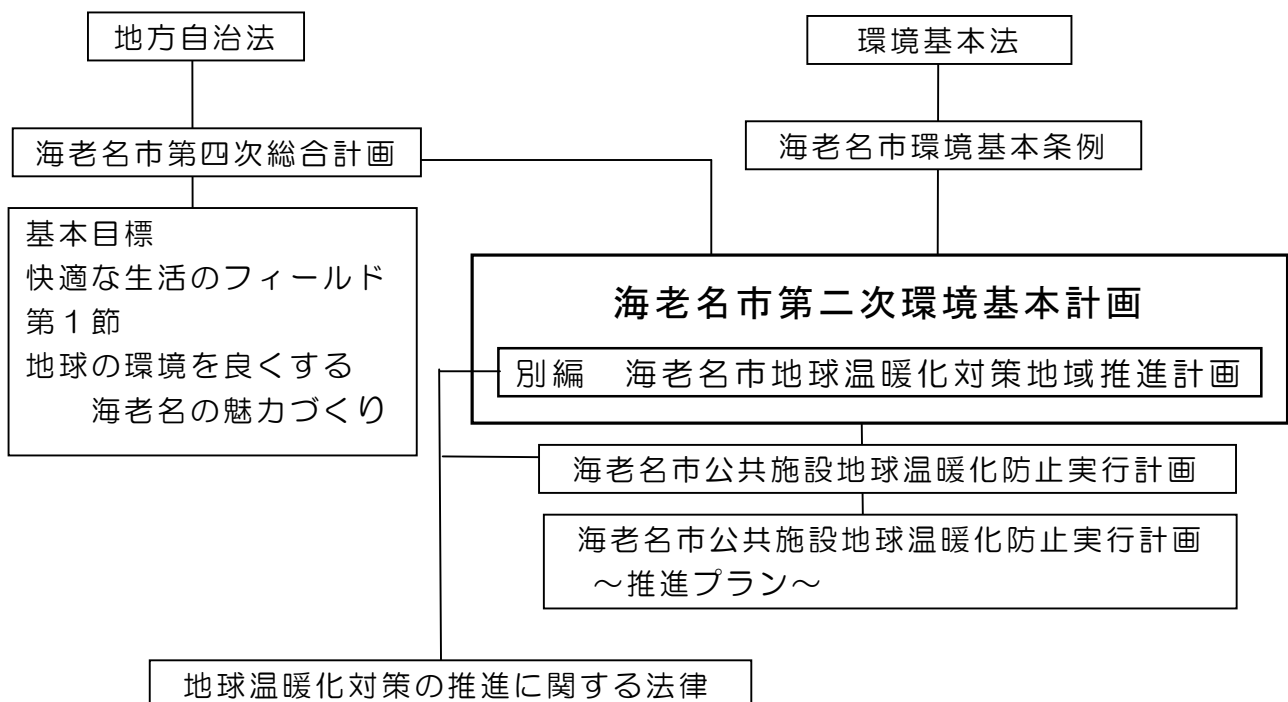 地方自治法
環境基本法
海老名市第四次総合計画
海老名市環境基本条例
基本目標
快適な生活のフィールド
第1節
地球の環境を良くする
海老名の魅力づくり
海老名市第二次環境基本計画
別編　海老名市地球温暖化対策地域推進計画
海老名市公共施設地球温暖化防止実行計画
海老名市公共施設地球温暖化防止実行計画
～推進プラン～
地球温暖化対策の推進に関する法律